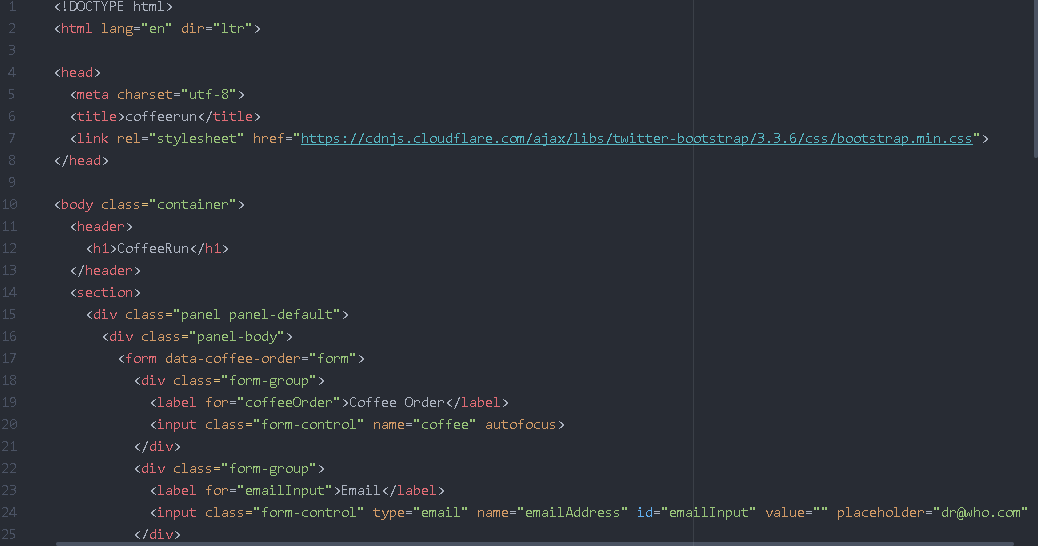 1 <!DOCTYPE html>
2 <html lang="en" dir="ltr">
3
4 <head>
5   <meta charset="utf-8">
6   <title>coffeerun</title>
7   <link rel="stylesheet" href="https://cdnjs.cloudflare.com/ajax/libs/twitter-bootstrap/3.3.6/css/bootstrap.min.css">
8 </head>
9
10 <body class="container">
11   <header>
12     <h1>CoffeeRun</h1>
13   </header>
14   <section>
15     <div class="panel panel-default">
16       <div class="panel-body">
17         <form data-coffee-order="form">
18           <div class="form-group">
19             <label for="coffeeOrder">Coffee Order</label>
20             <input class="form-control" name="coffee" autofocus>
21           </div>
22           <div class="form-group">
23             <label for="emailInput">Email</label>
24             <input class="form-control" type="email" name="emailAddress" id="emailInput" value="" placeholder="dr@who.com"
25           </div>